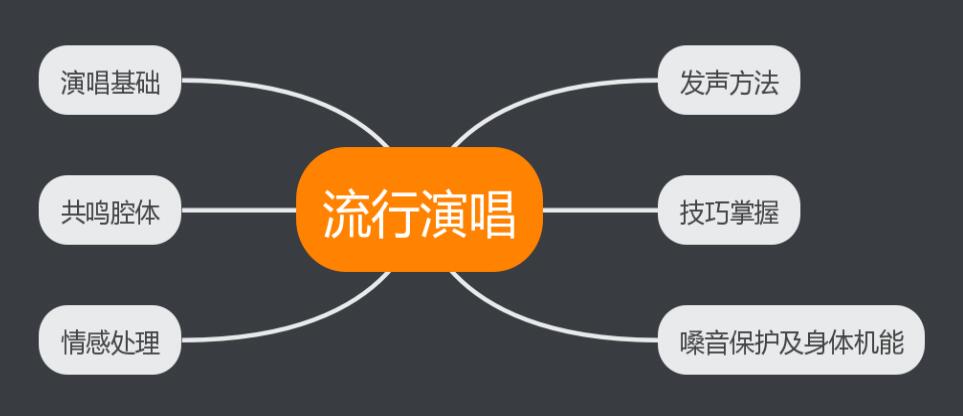 演唱基础
发声方法
共鸣腔体
流行演唱
技巧掌握
情感处理
嗓音保护及身体机能